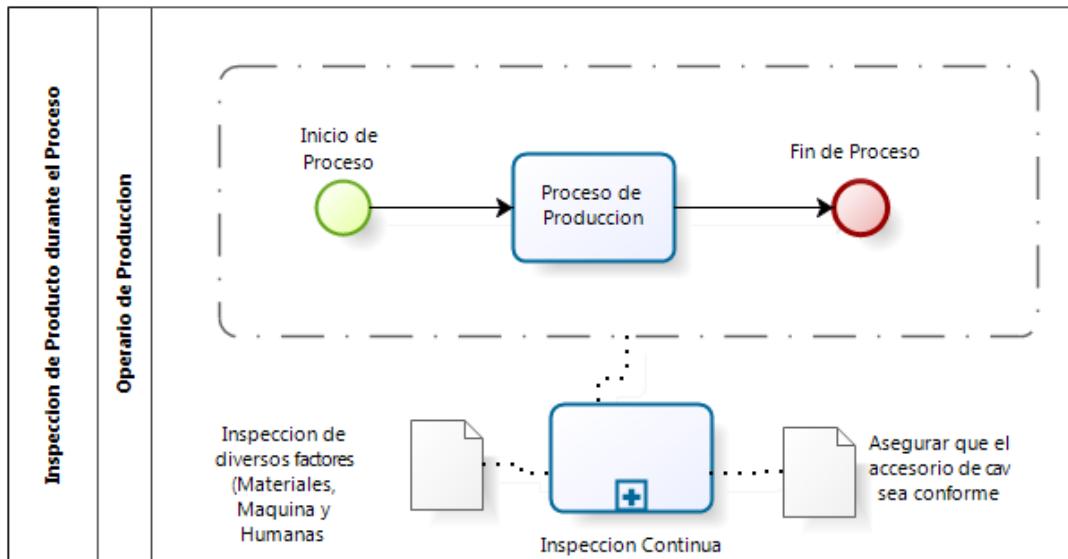 Inspeccion de Producto durante el Proceso
Operario de Produccion
Inicio de
Proceso
Proceso de
Produccion
Fin de Proceso
Inspeccion de
diversos factores
(Materiales,
Maquina y
Humanas
Inspeccion Continua
Asegurar que el
accesorio de cav
sea conforme